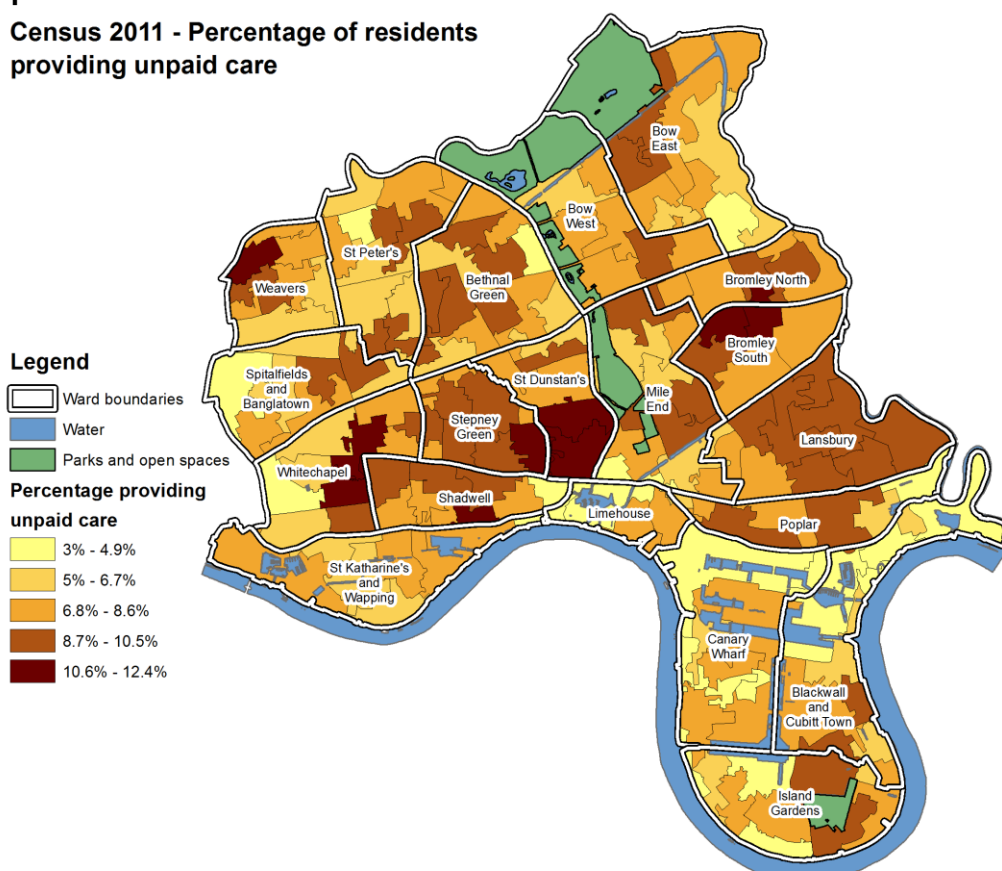 Census 2011 - Percentage of residents
providing unpaid care
Bow
East
Bow
West
St Peter's
Weavers
Bethnal
Green
Bromley North
Bromley
South
Legend
Ward boundaries
Water
Parks and open spaces
Percentage providing
unpaid care
3% - 4.9%
5% - 6.7%
6.8% - 8.6%
8.7% - 10.5%
10.6% - 12.4%
Spitalfields
and
Banglatown
St Dunstan's
Mile
End
Stepney
Green
Lansbury
Whitechapel
Shadwell
Limehouse
Poplar
St Katharine's
and
Wapping
Canary
Wharf
Blackwall
and
Cubitt Town
Island
Gardens